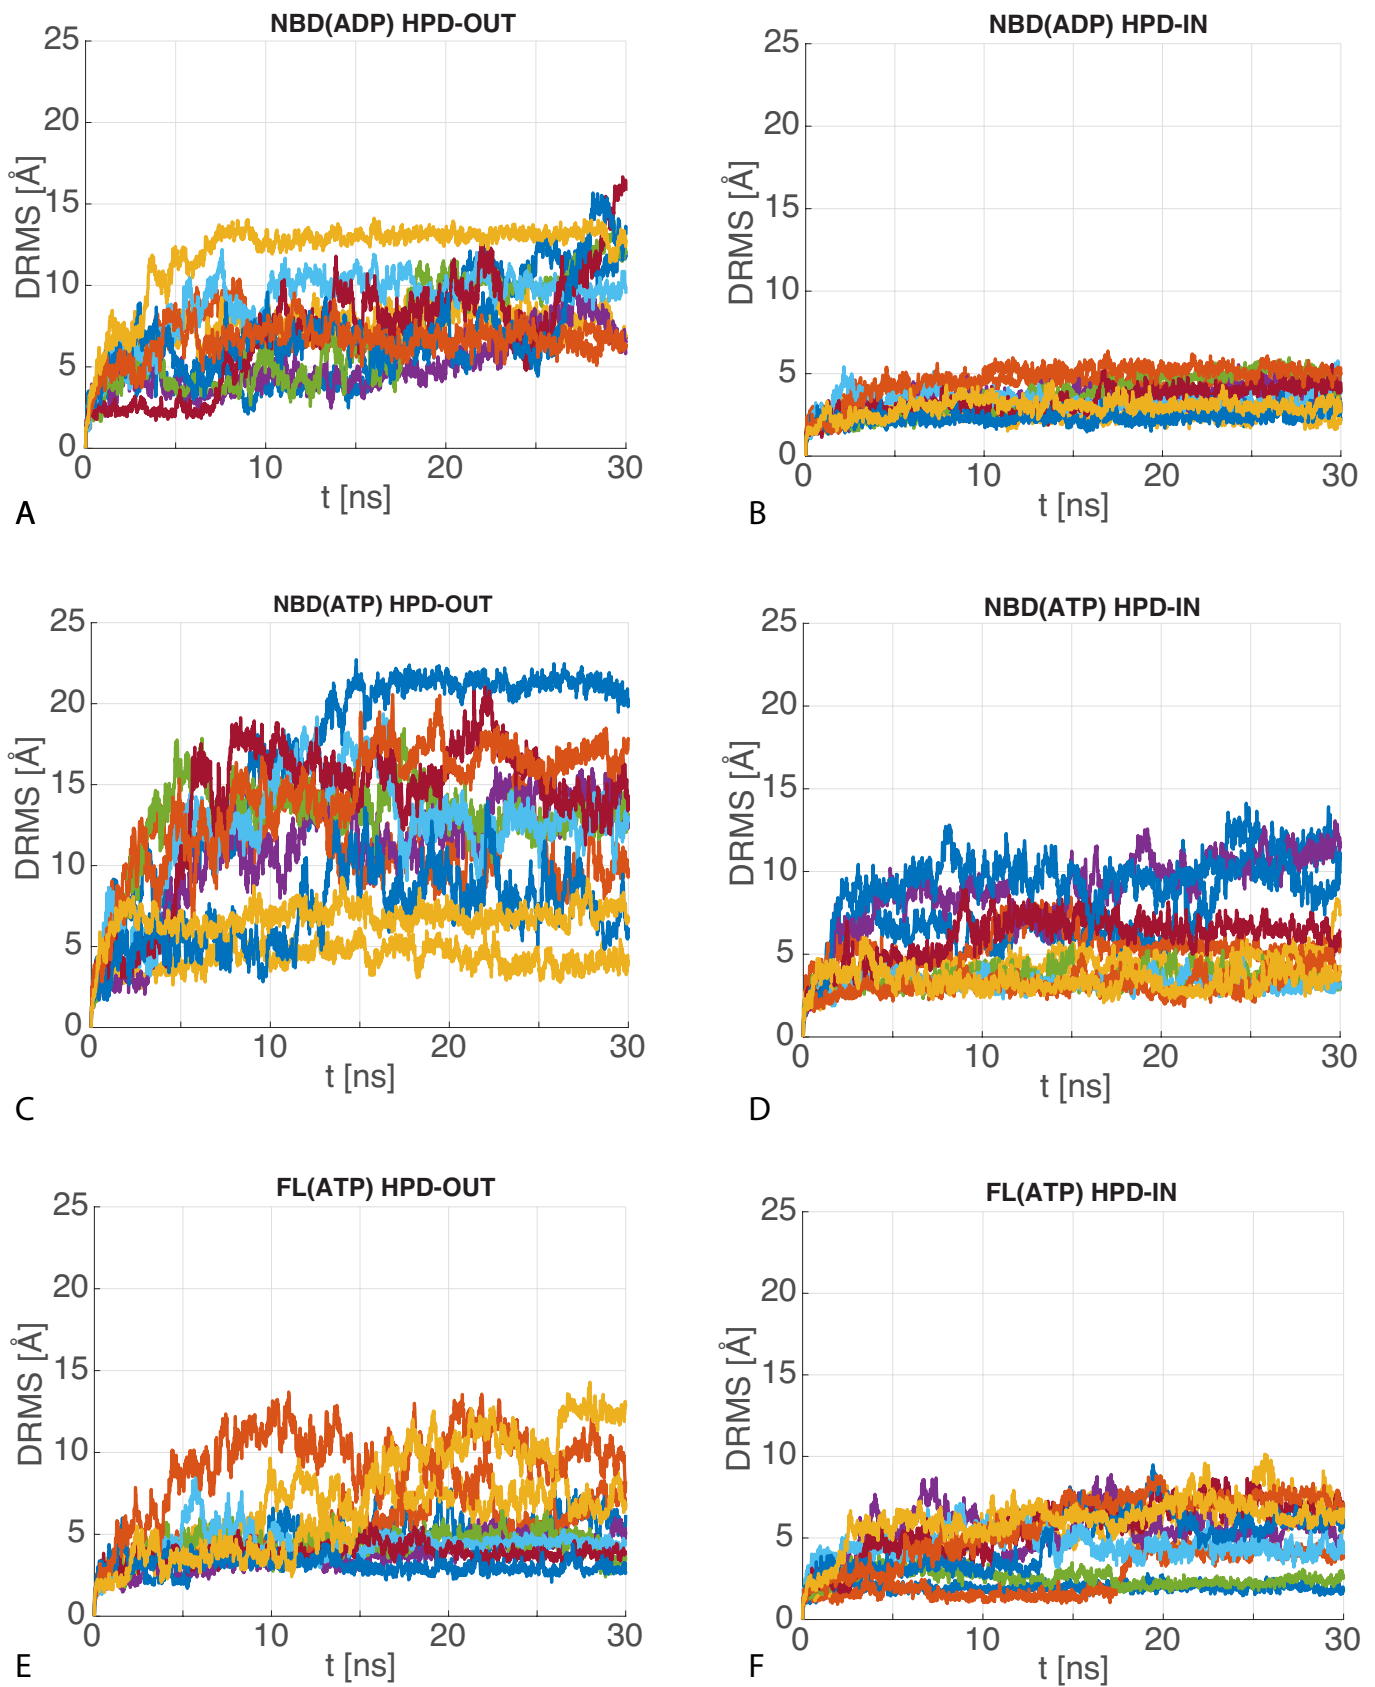 NBD(ADP) HPD-OUT
25
20
15
10
5
0
DRMS [Å]
0 10 20 30
t [ns]
A
NBD(ADP) HPD-IN
25
20
15
10
5
0
DRMS [Å]
0 10 20 30
t [ns]
B
NBD(ATP) HPD-OUT
25
20
15
10
5
0
DRMS [Å]
0 10 20 30
t [ns]
C
NBD(ATP) HPD-IN
25
20
15
10
5
0
DRMS [Å]
0 10 20 30
t [ns]
D
FL(ATP) HPD-OUT
25
20
15
10
5
0
DRMS [Å]
0 10 20 30
t [ns]
E
FL(ATP) HPD-IN
25
20
15
10
5
0
DRMS [Å]
0 10 20 30
t [ns]
F